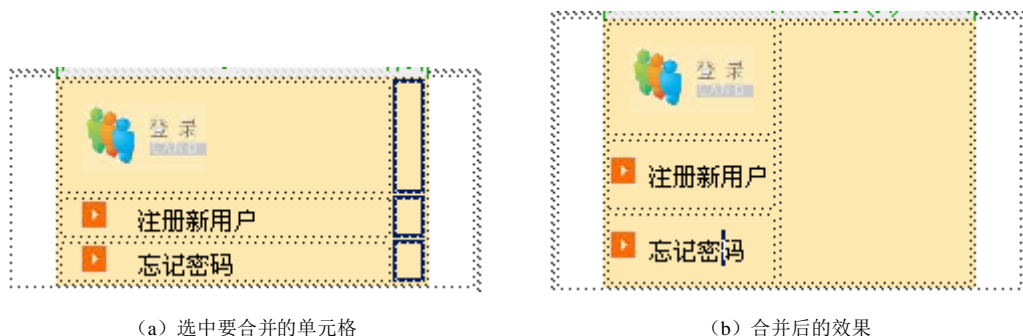 登 录
LAND
注册新用户
忘记密码
登 录
LAND
注册新用户
忘记密码
（a）选中要合并的单元格
（b）合并后的效果